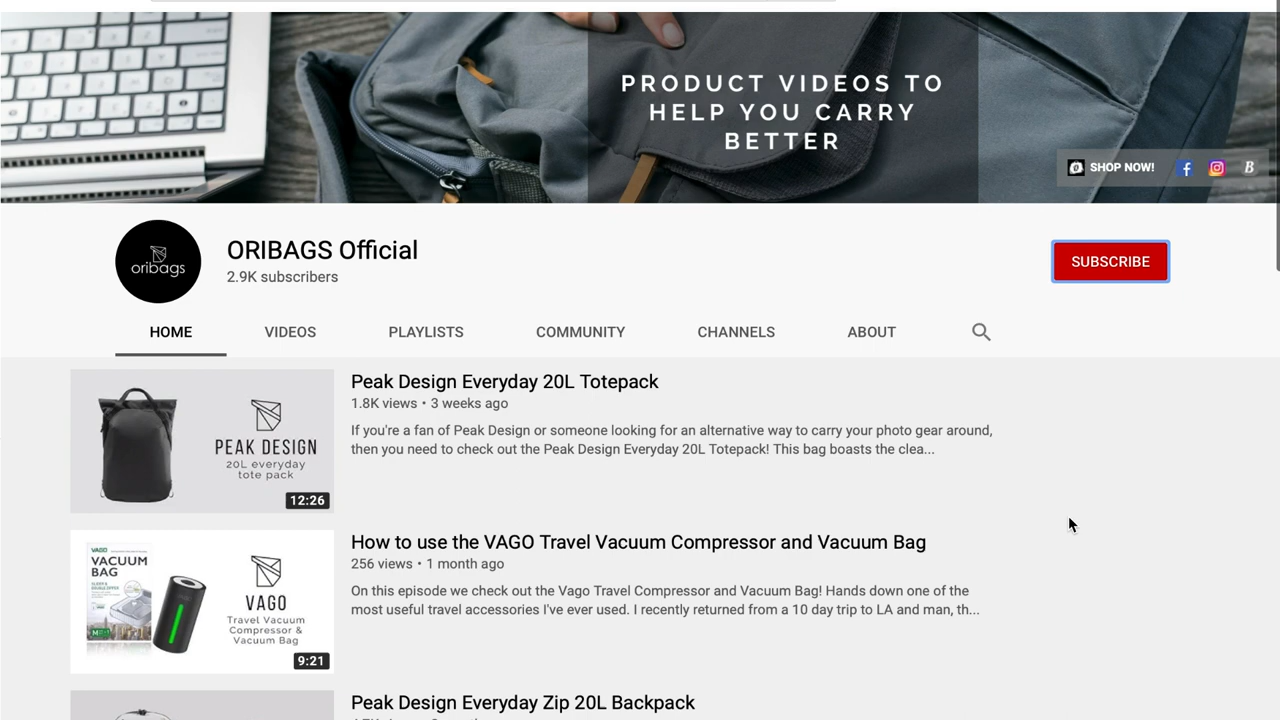 PRODUCT VIDEOS TO
HELP YOU CARRY
BETTER
SHOP NOW!
oribags
ORIBAGS Official
2.9K subscribers
SUBSCRIBE
HOME
VIDEOS
PLAYLISTS
COMMUNITY
CHANNELS
ABOUT
PEAK DESIGN
20L everyday
tote pack
12:26
Peak Design Everyday 20L Totepack
1.8K views • 3 weeks ago
If you're a fan of Peak Design or someone looking for an alternative way to carry your photo gear around,
then you need to check out the Peak Design Everyday 20L Totepack! This bag boasts the clea...
VAGO
VACUUM
BAG
VAGO
Travel Vacuum
Compressor &
Vacuum Bag
9:21
How to use the VAGO Travel Vacuum Compressor and Vacuum Bag
256 views • 1 month ago
On this episode we check out the Vago Travel Compressor and Vacuum Bag! Hands down one of the
most useful travel accessories I've ever used. I recently returned from a 10 day trip to LA and man, th...
Peak Design Everyday Zip 20L Backpack